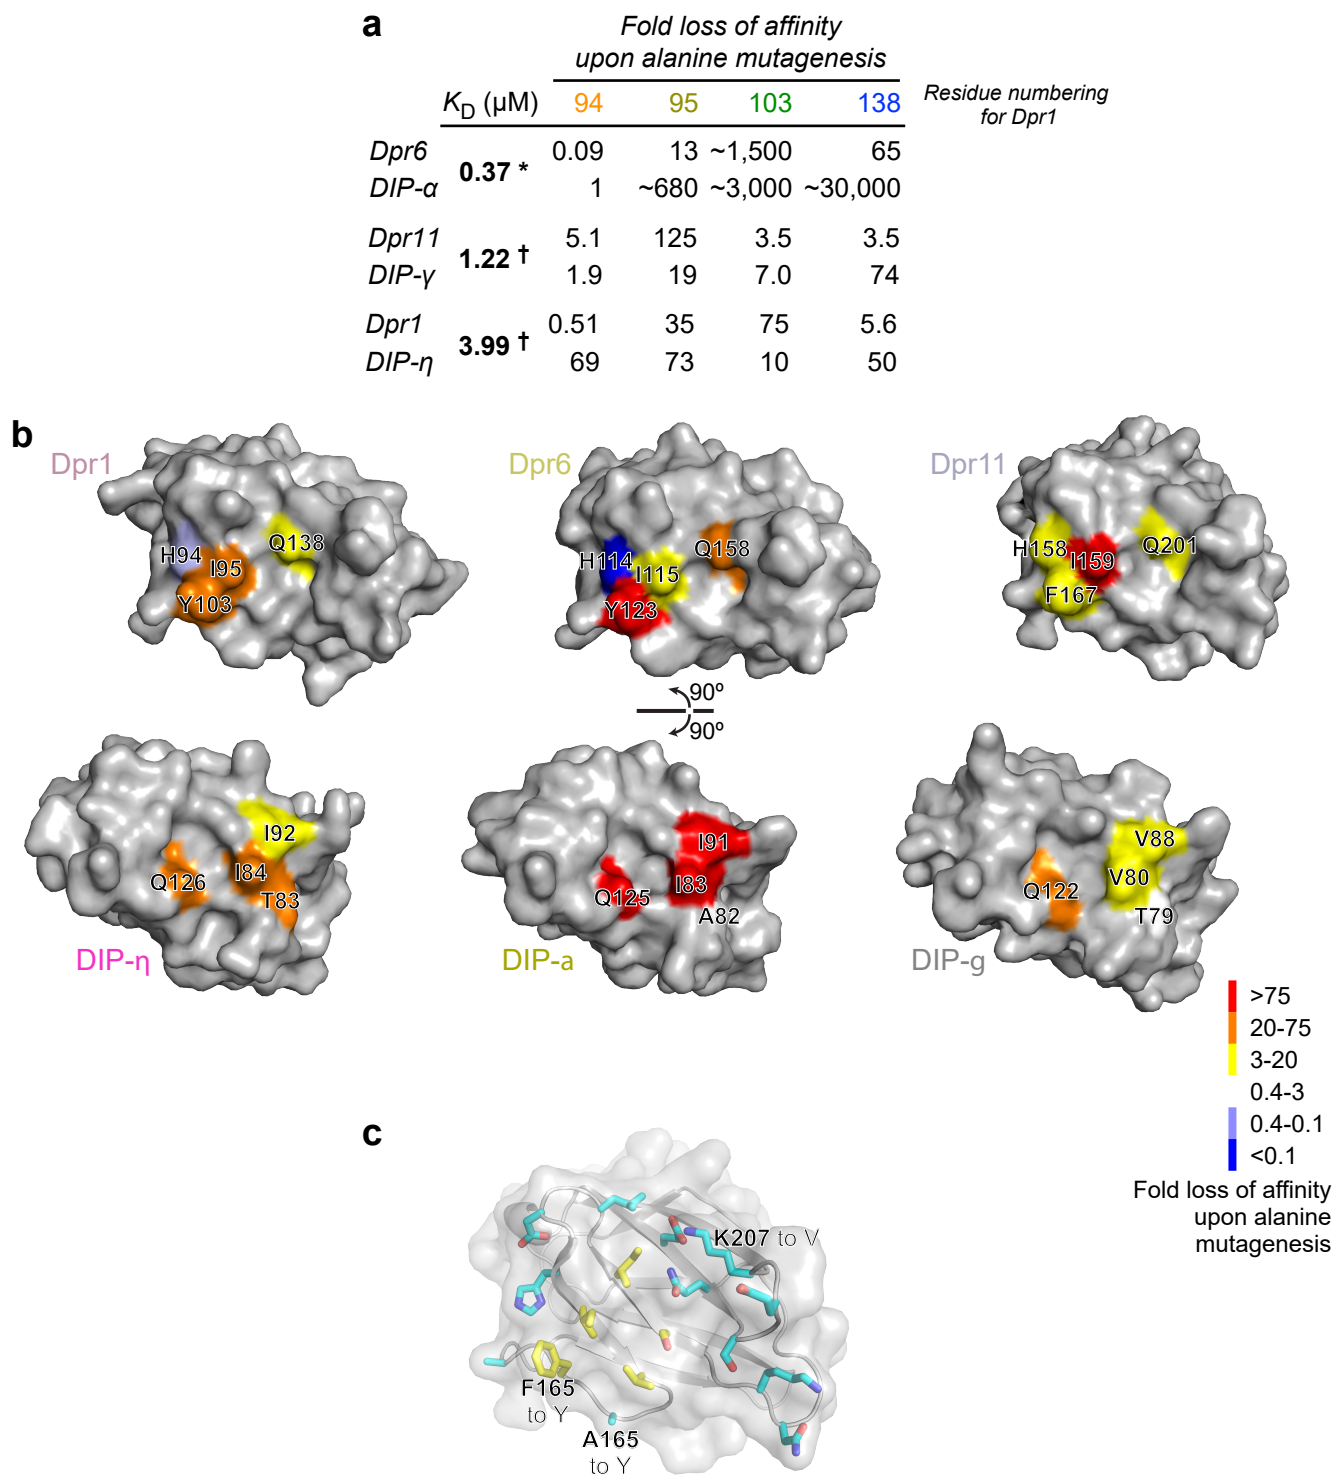 a
Fold loss of affinity
upon alanine mutagenesis
KD (µM) 94 95 103 138
Residue numbering
for Dpr1
Dpr6 0.09 13 ~1,500 65
0.37 *
DIP-α 1 ~680 ~3,000 ~30,000
Dpr11 5.1 125 3.5 3.5
1.22 †
DIP-γ 1.9 19 7.0 74
Dpr1 0.51 35 75 5.6
3.99 †
DIP-η 69 73 10 50
b
Dpr1
H94
I95
Q138
Y103
Dpr6
H114
I115
Q158
Y123
Dpr11
H158
I159
Q201
F167
90º
90º
I92
I84
Q126
T83
DIP-η
I91
I83
Q125
A82
DIP-a
V88
V80
Q122
T79
DIP-g
>75
20-75
3-20
0.4-3
0.4-0.1
<0.1
Fold loss of affinity
upon alanine
mutagenesis
c
K207 to V
F165
to Y
A165
to Y